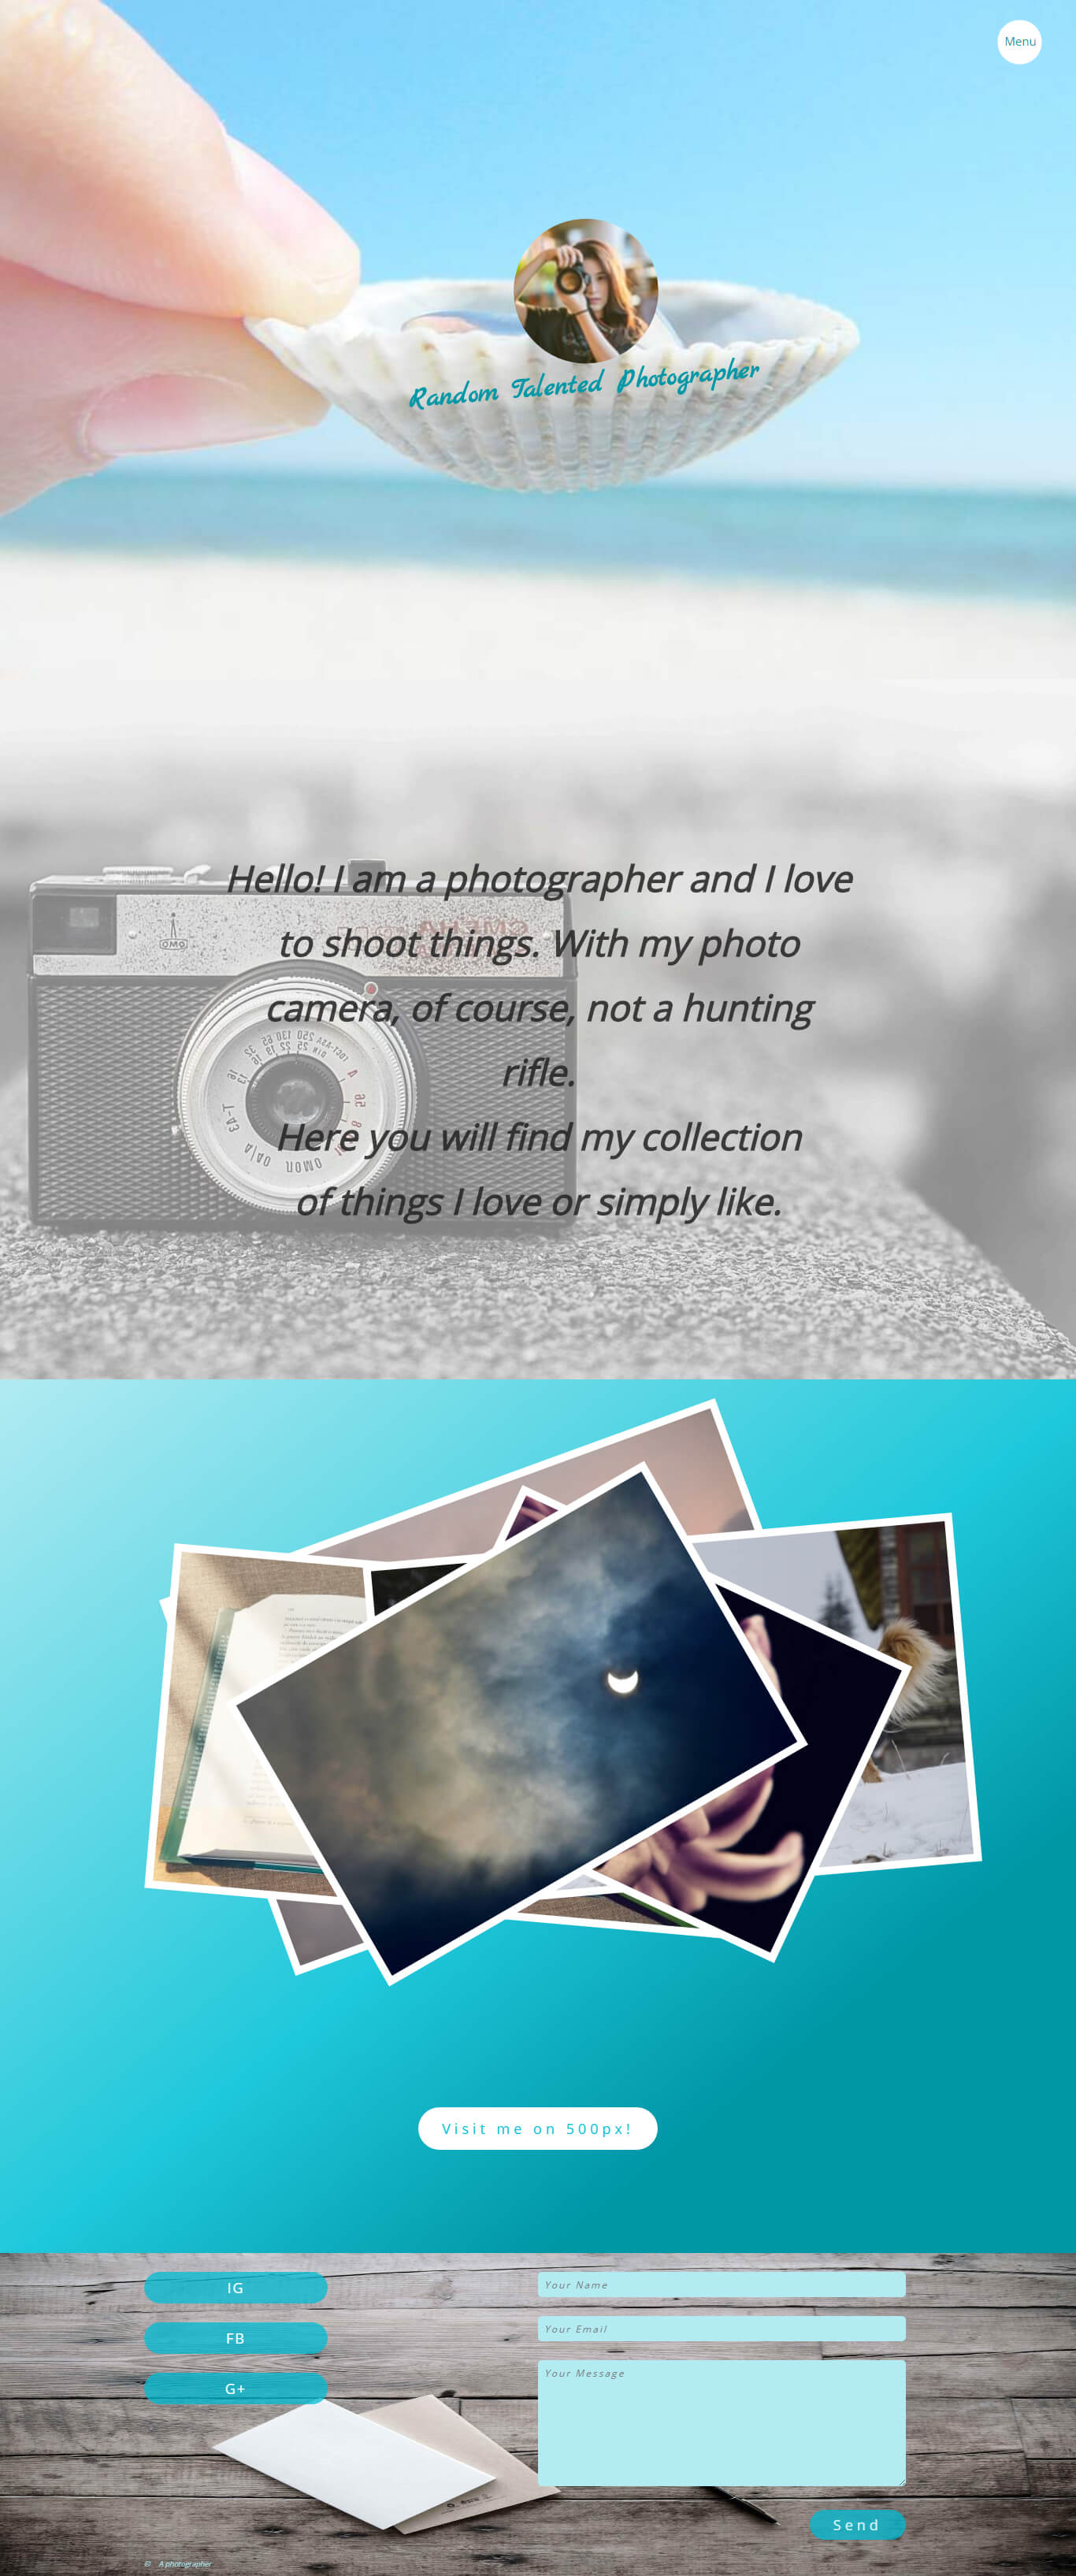 Menu
Random Talented Photographer
Hello! I am a photographer and I love
to shoot things. With my photo
camera, of course, not a hunting
rifle.
Here you will find my collection
of things I love or simply like.
Visit me on 500px!
IG
FB
G+
Your Name
Your Email
Your Message
Send
© A photographer